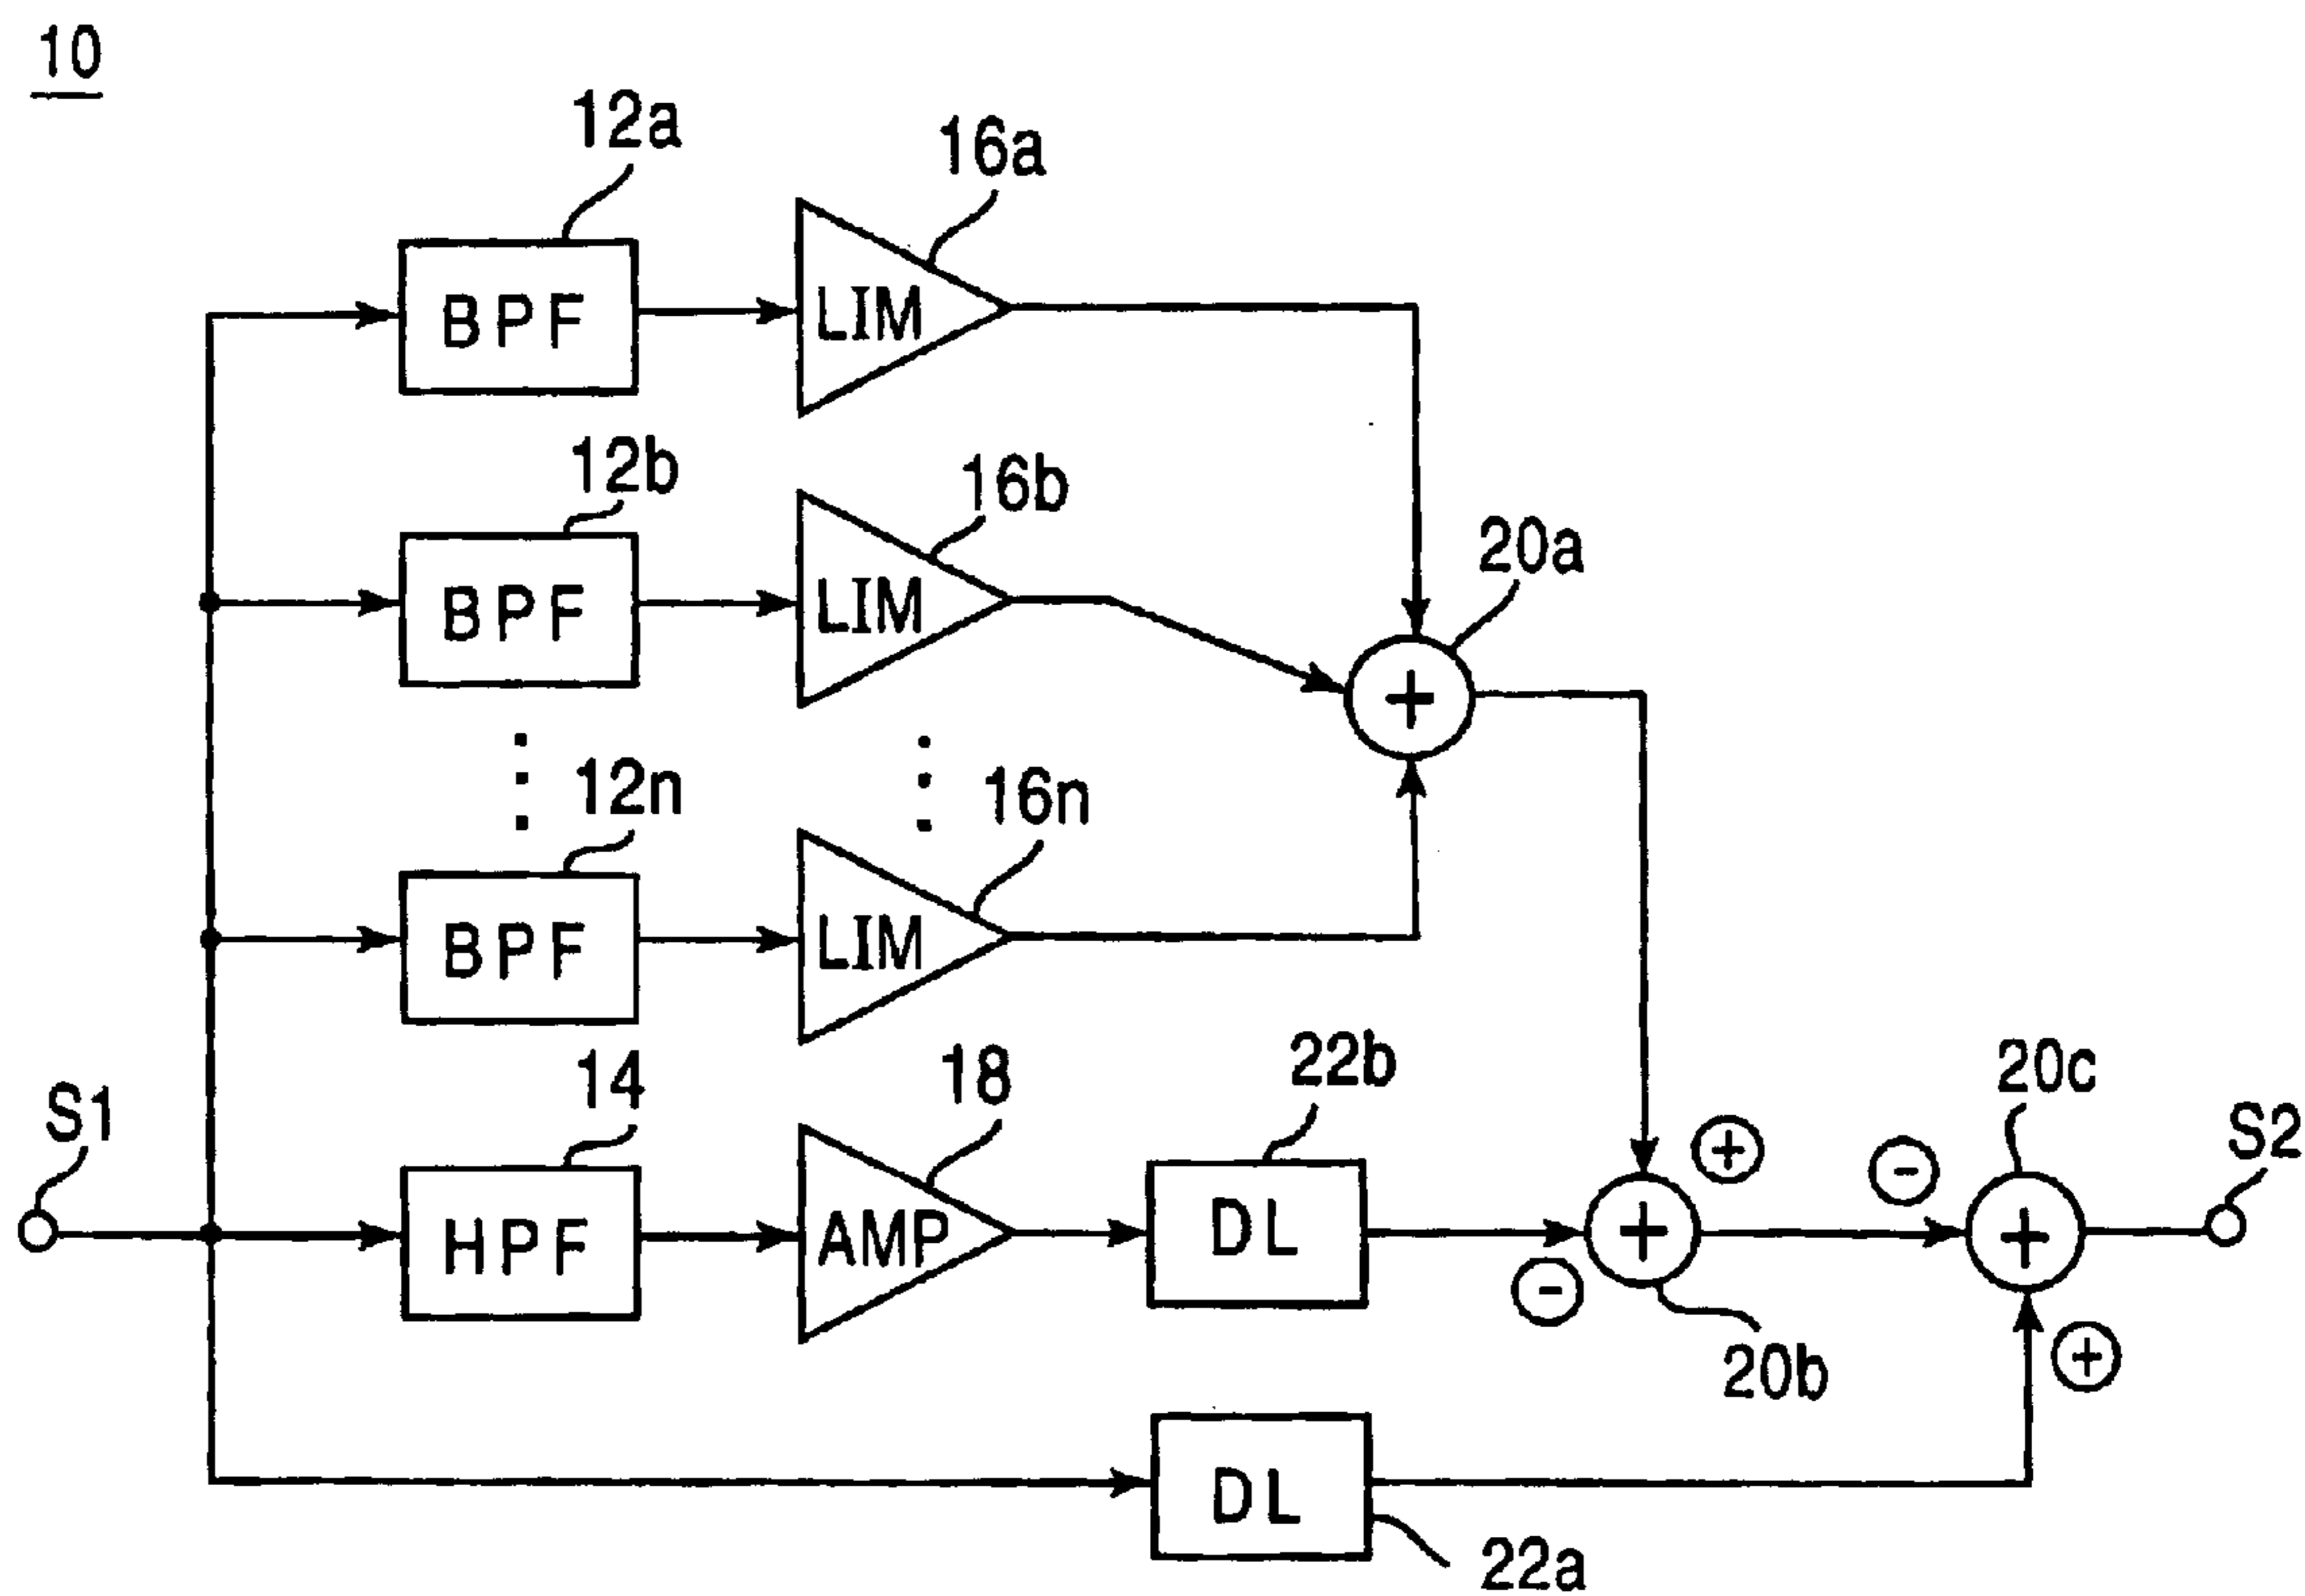 10
12a
16a
BPF
LIM
12b
16b
20a
BPF
LIM
+
12n
16n
BPF
LIM
14
18
22b
20c
S1
S2
HPF
AMP
DL
+
-
+
+
-
20b
+
DL
22a